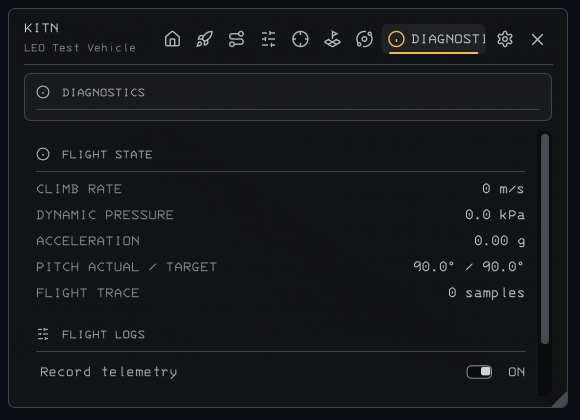 KITN
LEO Test Vehicle
DIAGNOSTI
DIAGNOSTICS
FLIGHT STATE
CLIMB RATE 0 m/s
DYNAMIC PRESSURE 0.0 kPa
ACCELERATION 0.00 g
PITCH ACTUAL / TARGET 90.0° / 90.0°
FLIGHT TRACE 0 samples
FLIGHT LOGS
Record telemetry ON